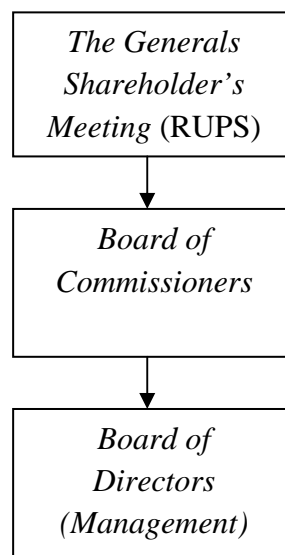 The Generals
Shareholder’s
Meeting (RUPS)
Board of
Commissioners
Board of
Directors
(Management)